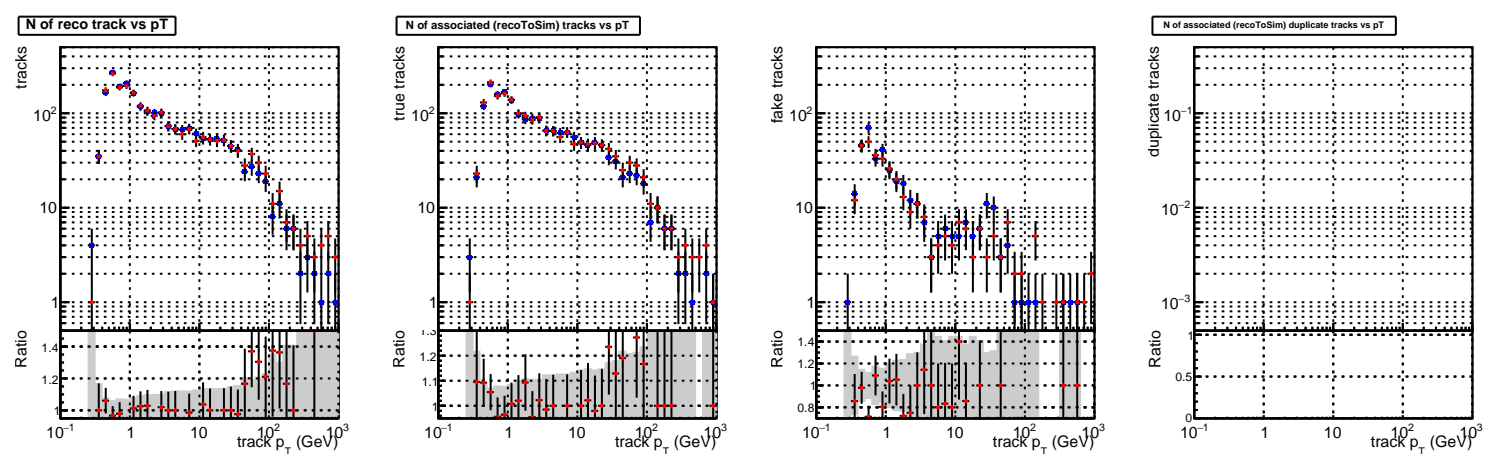 N of reco track vs pT
N of associated (recoToSim) tracks vs pT
N of associated (recoToSim) duplicate tracks vs pT
tracks
10²
10
1
Ratio
1.4
1.2
1
10⁻¹ 1 10 10² 10³
track p_T (GeV)
true tracks
10²
10
1
Ratio
1.3
1.2
1.1
1
10⁻¹ 1 10 10² 10³
track p_T (GeV)
fake tracks
10²
10
1
Ratio
1.4
1.2
1
0.8
10⁻¹ 1 10 10² 10³
track p_T (GeV)
duplicate tracks
10⁻¹
10⁻²
10⁻³
Ratio
1
0.5
0
10⁻¹ 1 10 10² 10³
track p_T (GeV)